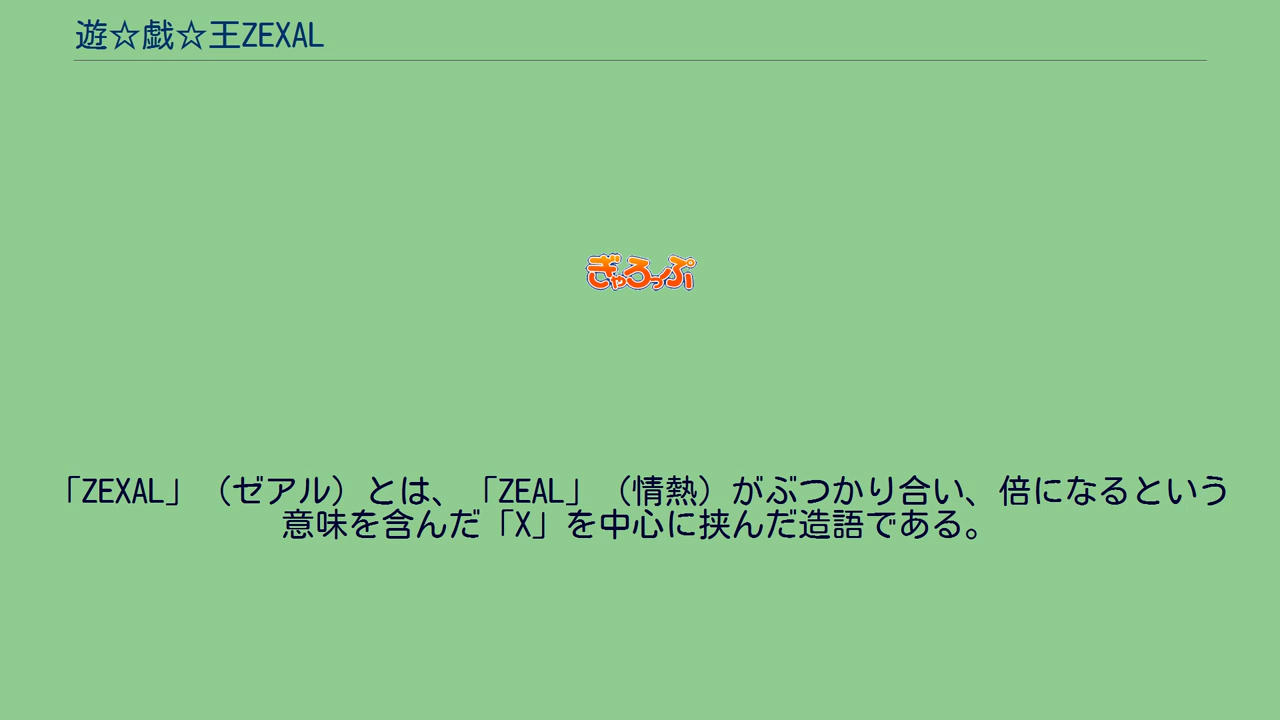 遊☆戯☆王ZEXAL
ぎゃろっぷ
「ZEXAL」（ゼアル）とは、「ZEAL」（情熱）がぶつかり合い、倍になるという
意味を含んだ「X」を中心に挟んだ造語である。